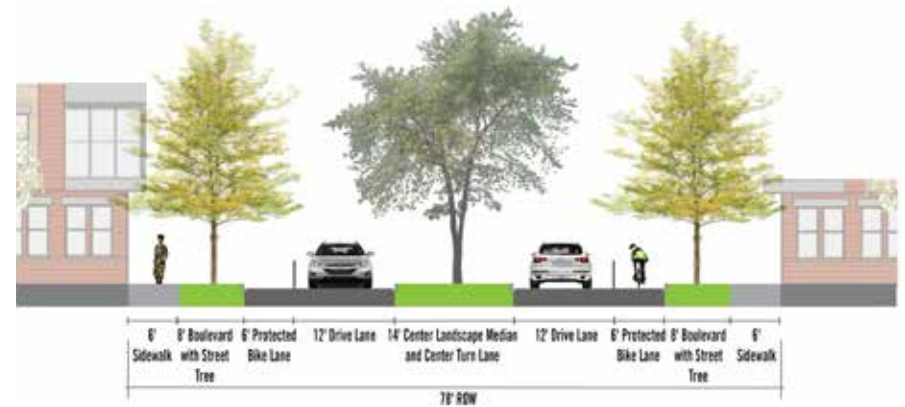 6' Sidewalk
8' Boulevard with Street Tree
6' Protected Bike Lane
12' Drive Lane
14' Center Landscape Median and Center Turn Lane
12' Drive Lane
6' Protected Bike Lane
8' Boulevard with Street Tree
6' Sidewalk
78' ROW